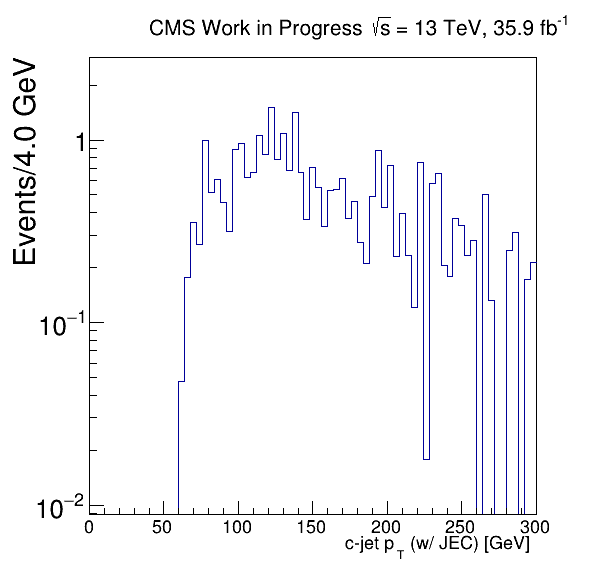 CMS Work in Progress √s = 13 TeV, 35.9 fb⁻¹
Events/4.0 GeV
1
10⁻¹
10⁻²
0 50 100 150 200 250 300
c-jet p_T (w/ JEC) [GeV]